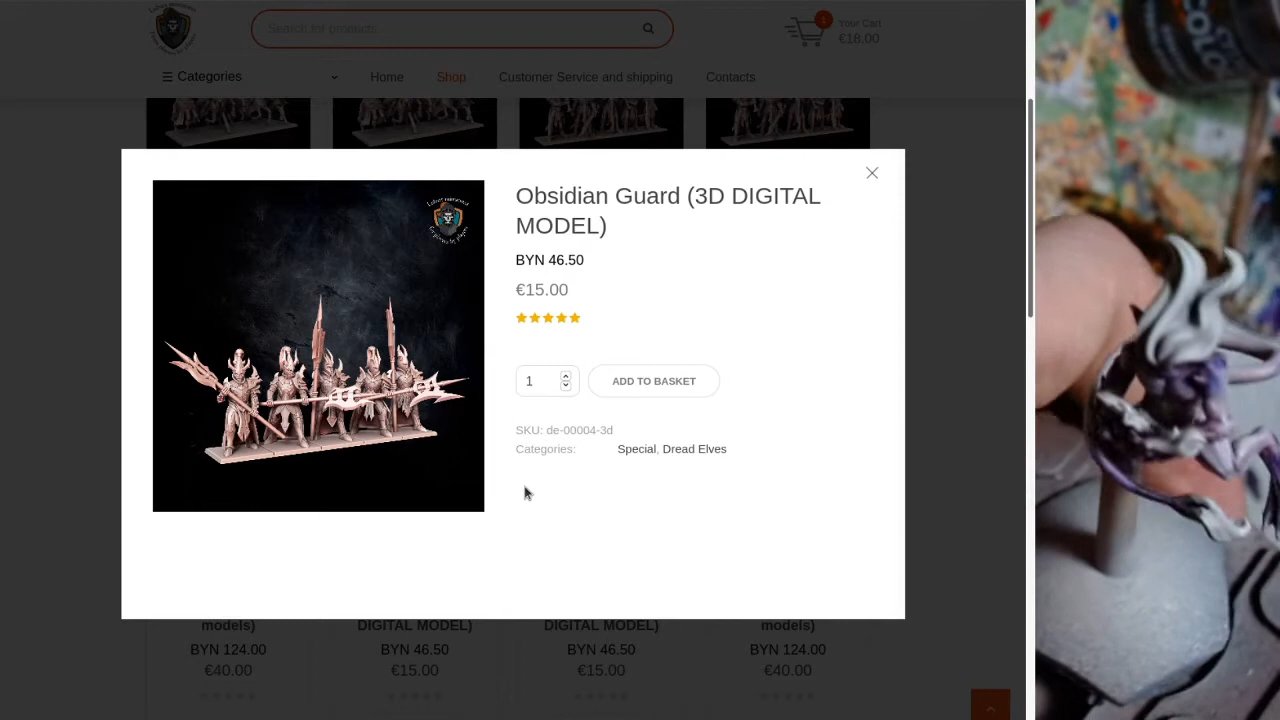 Search for product
1
Your Cart
€18.00
☰ Categories
Home
Shop
Customer Service and shipping
Contacts
Obsidian Guard (3D DIGITAL
MODEL)
BYN 46.50
€15.00
1
ADD TO BASKET
SKU: de-00004-3d
Categories: Special, Dread Elves
models)
DIGITAL MODEL)
DIGITAL MODEL)
models)
BYN 124.00
BYN 46.50
BYN 46.50
BYN 124.00
€40.00
€15.00
€15.00
€40.00